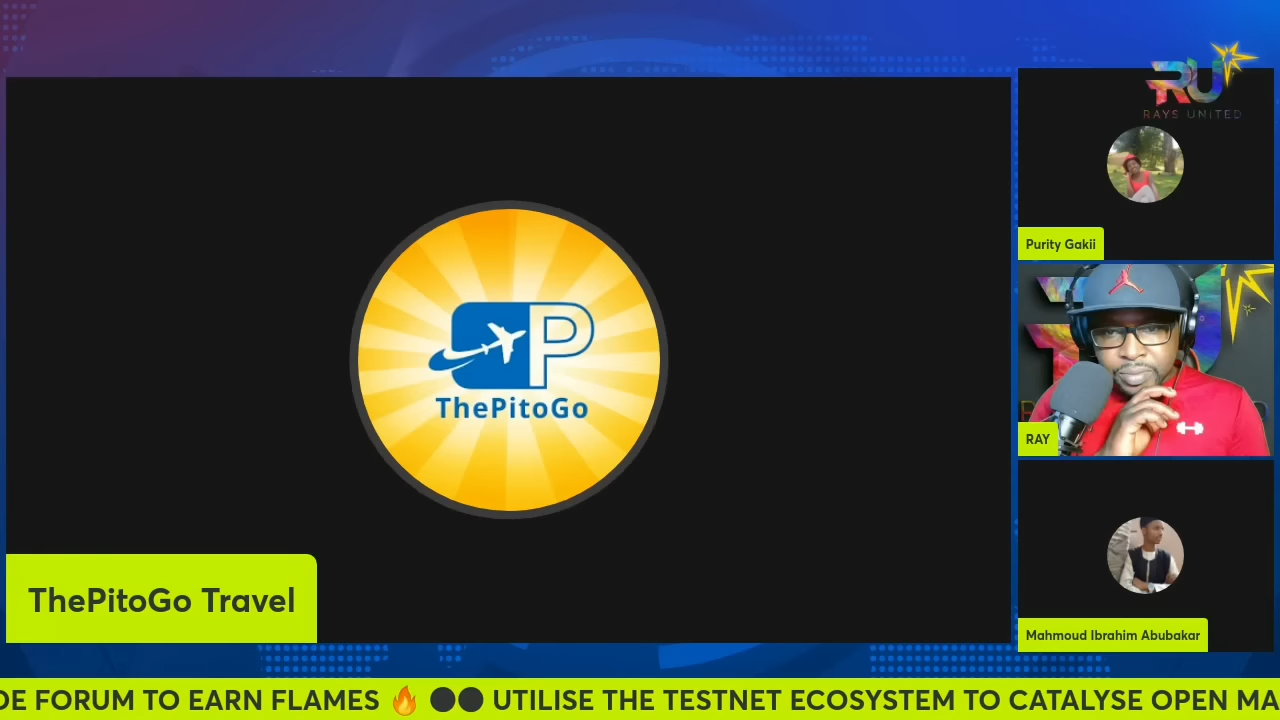 RU
RAYS UNITED
P
ThePitoGo
ThePitoGo Travel
Purity Gakii
RAY
Mahmoud Ibrahim Abubakar
DE FORUM TO EARN FLAMES 🔥 ⚫⚫ UTILISE THE TESTNET ECOSYSTEM TO CATALYSE OPEN MA